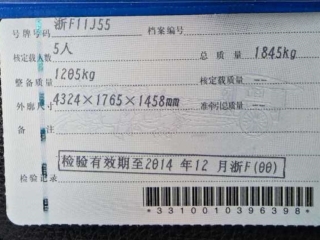 号牌号码 浙F11J55 档案编号
核定载人数 5人 总质量 1845kg
整备质量 1205kg 核定载质量 --
外廓尺寸 4324×1765×1458mm 准牵引总质量 --
备注
检验有效期至2014年12月浙F(00)
检验记录
*3310010396398*